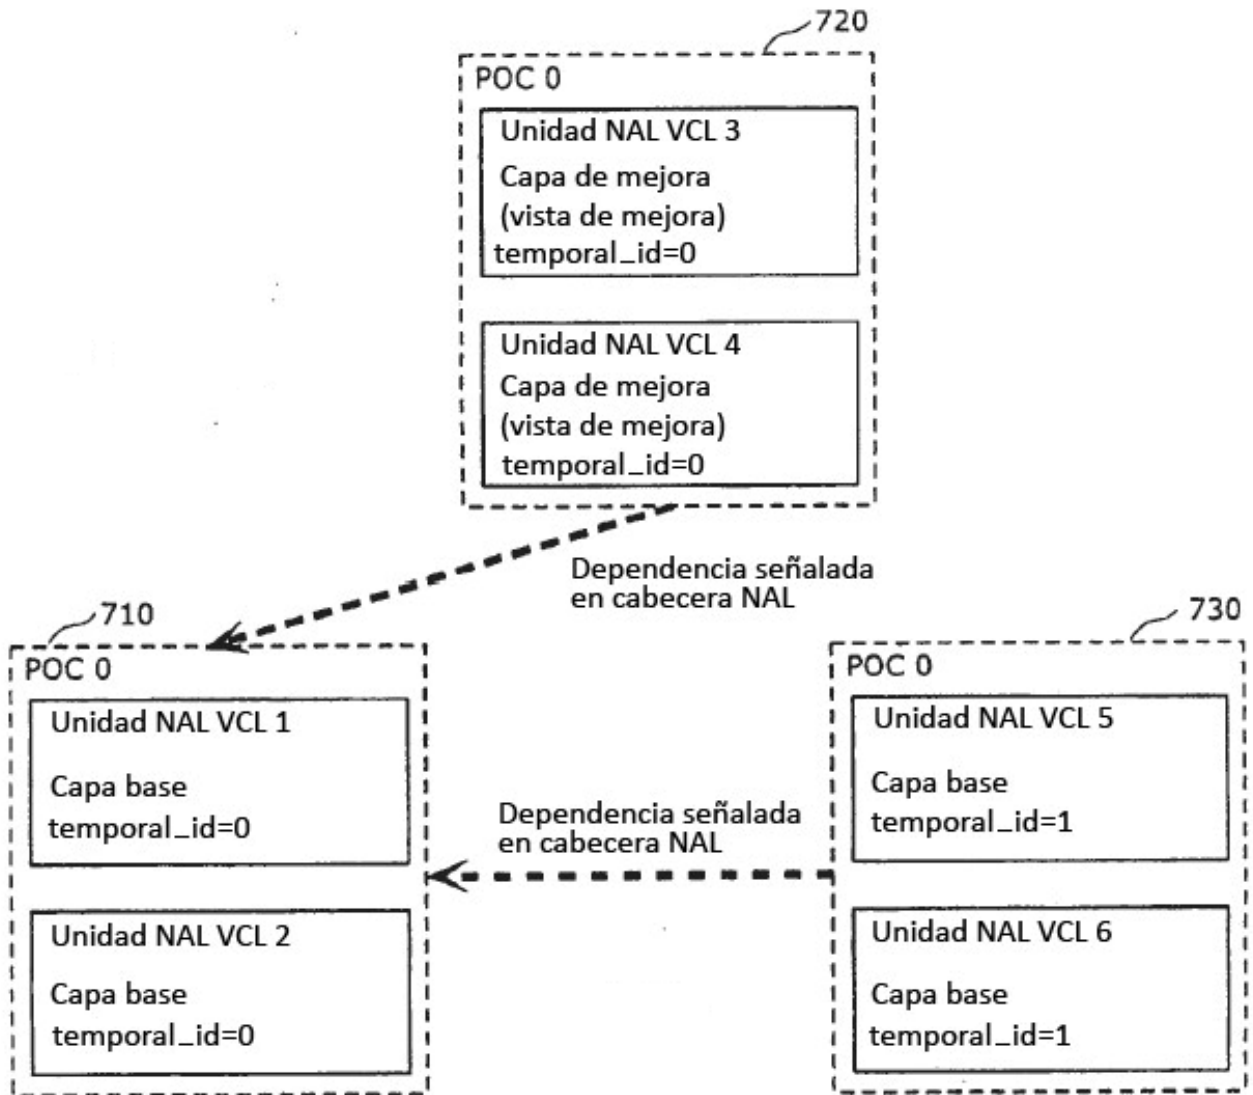 720
POC 0
Unidad NAL VCL 3
Capa de mejora
(vista de mejora)
temporal_id=0
Unidad NAL VCL 4
Capa de mejora
(vista de mejora)
temporal_id=0
Dependencia señalada
en cabecera NAL
710
POC 0
Unidad NAL VCL 1
Capa base
temporal_id=0
Unidad NAL VCL 2
Capa base
temporal_id=0
Dependencia señalada
en cabecera NAL
730
POC 0
Unidad NAL VCL 5
Capa base
temporal_id=1
Unidad NAL VCL 6
Capa base
temporal_id=1